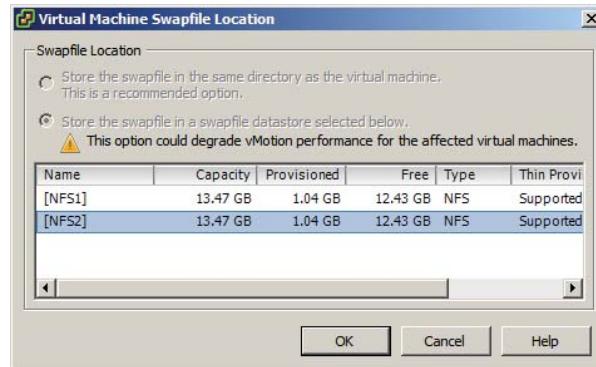 Virtual Machine Swapfile Location
Swapfile Location
Store the swapfile in the same directory as the virtual machine.
This is a recommended option.
Store the swapfile in a swapfile datastore selected below.
This option could degrade vMotion performance for the affected virtual machines.
Name Capacity Provisioned Free Type Thin Provi
[NFS1] 13.47 GB 1.04 GB 12.43 GB NFS Supported
[NFS2] 13.47 GB 1.04 GB 12.43 GB NFS Supported
OK Cancel Help